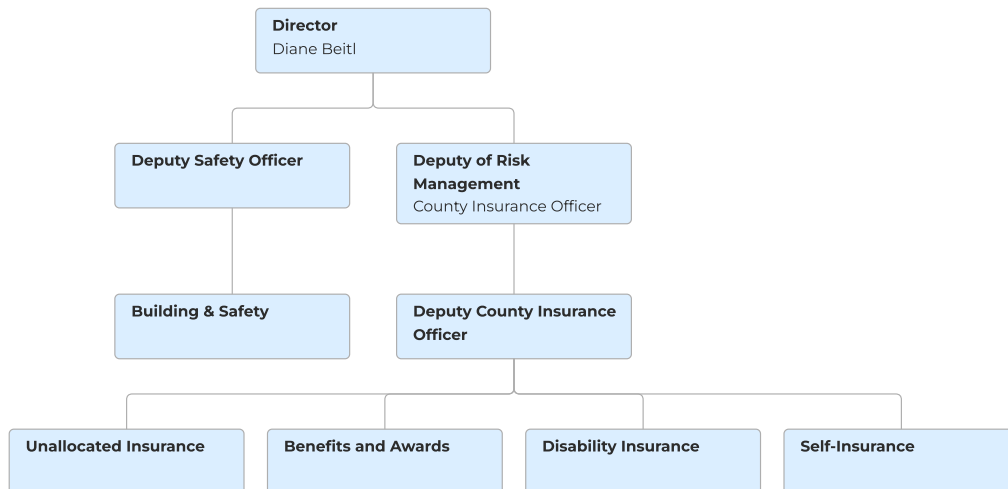 Director
Diane Beitl
Deputy Safety Officer
Deputy of Risk
Management
County Insurance Officer
Building & Safety
Deputy County Insurance
Officer
Unallocated Insurance
Benefits and Awards
Disability Insurance
Self-Insurance